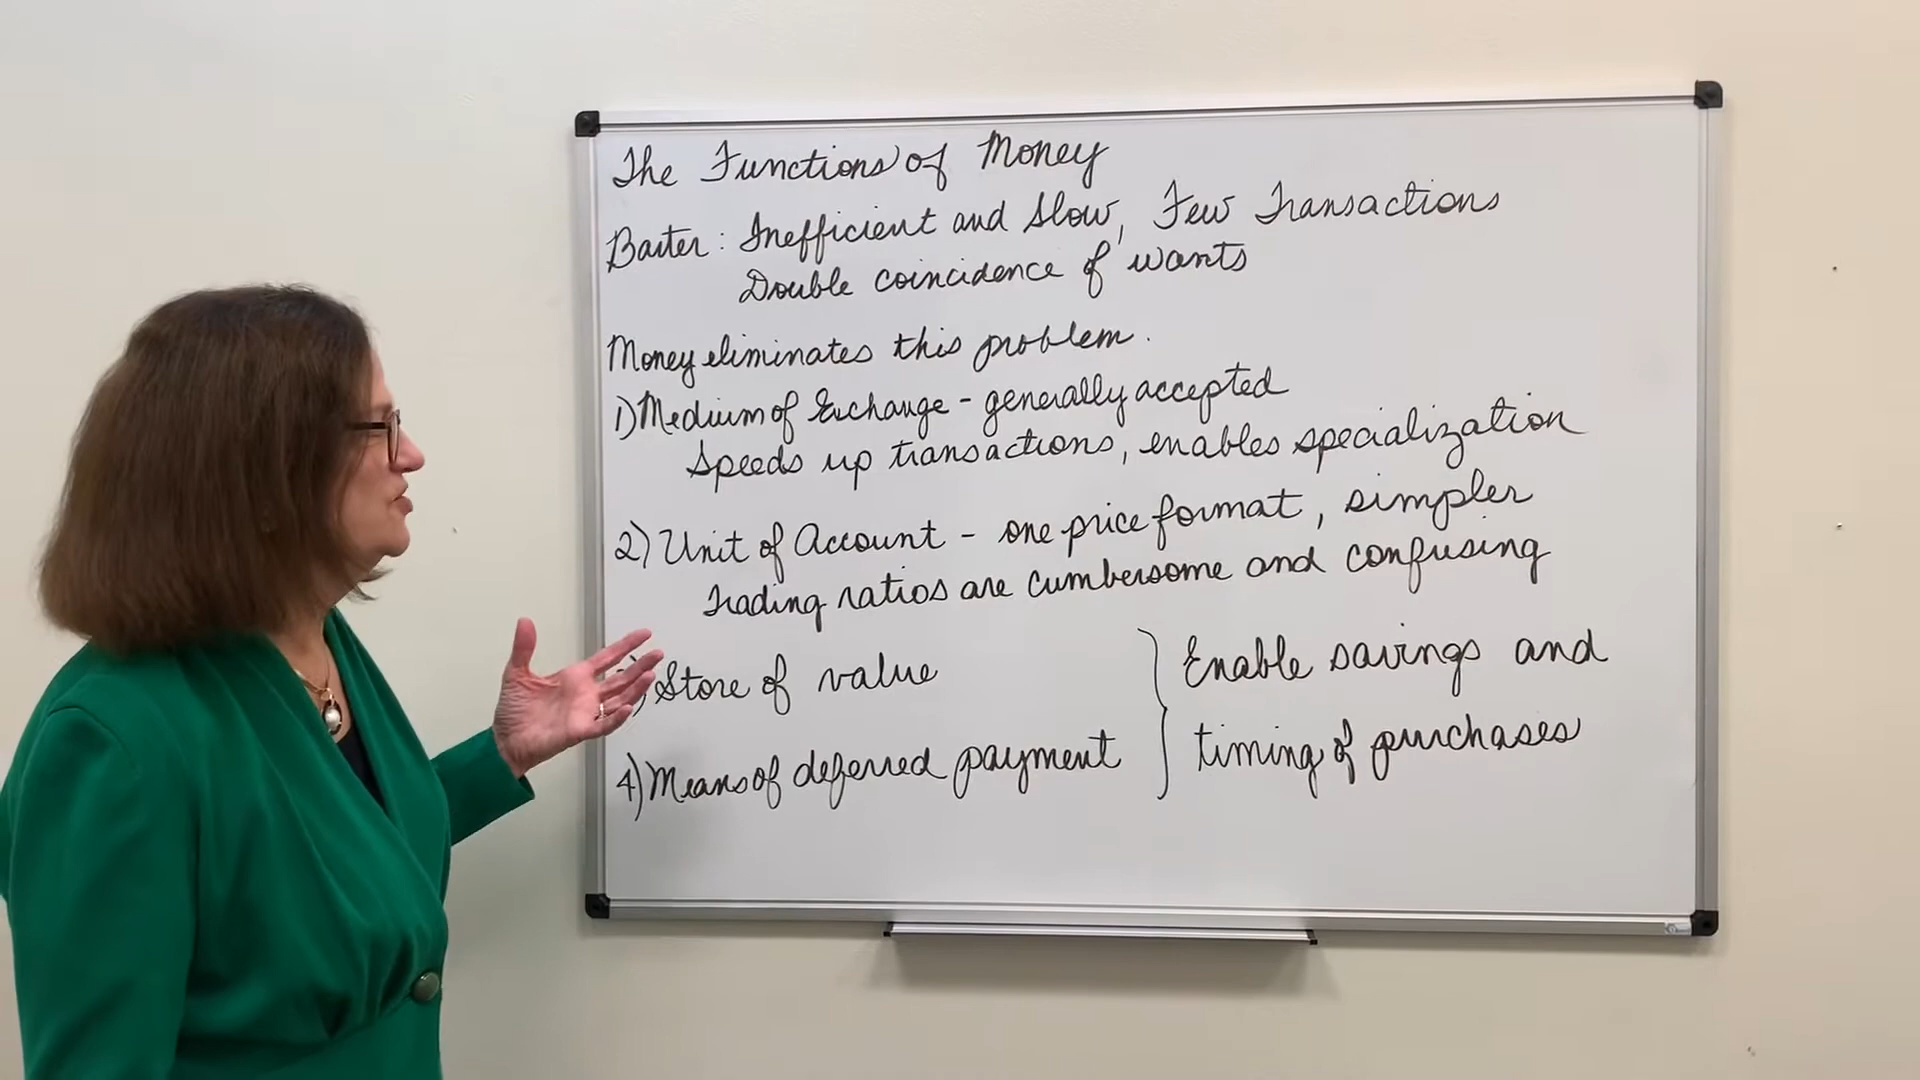 The Functions of Money
Barter: Inefficient and Slow, Few Transactions
Double coincidence of wants
Money eliminates this problem.
1) Medium of Exchange - generally accepted
Speeds up transactions, enables specialization
2) Unit of Account - one price format, simpler
Trading ratios are cumbersome and confusing
) Store of value
4) Means of deferred payment
Enable savings and
timing of purchases